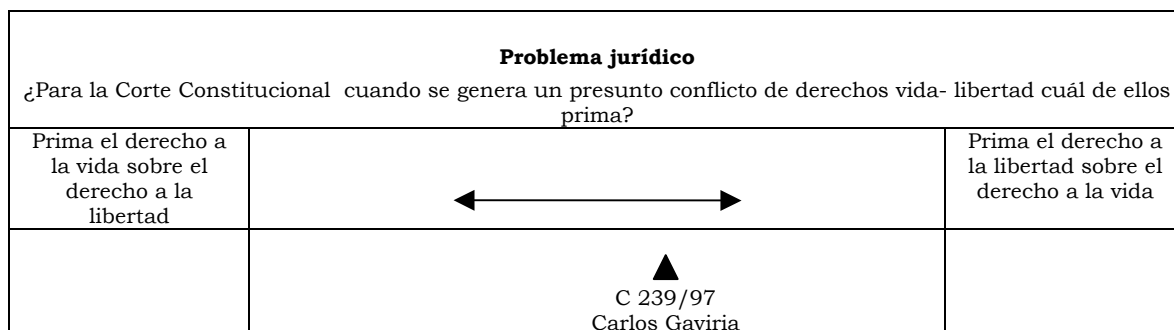 Problema jurídico
¿Para la Corte Constitucional cuando se genera un presunto conflicto de derechos vida- libertad cuál de ellos
prima?
Prima el derecho a
la vida sobre el
derecho a la
libertad
Prima el derecho a
la libertad sobre el
derecho a la vida
C 239/97
Carlos Gaviria